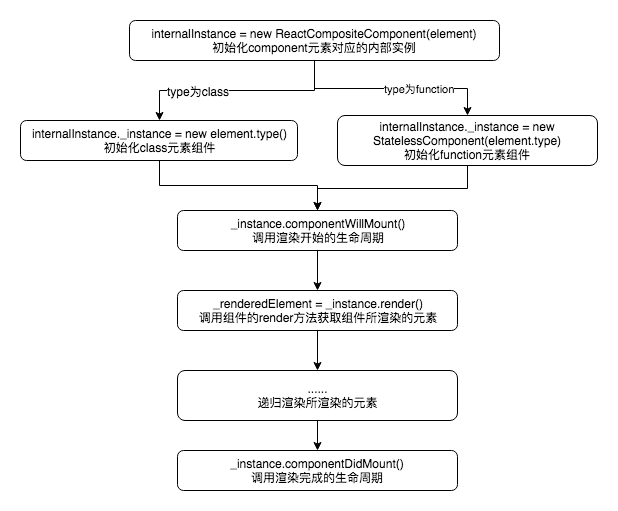 internalInstance = new ReactCompositeComponent(element)
初始化component元素对应的内部实例
type为class
type为function
internalInstance._instance = new element.type()
初始化class元素组件
internalInstance._instance = new
StatelessComponent(element.type)
初始化function元素组件
_instance.componentWillMount()
调用渲染开始的生命周期
_renderedElement = _instance.render()
调用组件的render方法获取组件所渲染的元素
......
递归渲染所渲染的元素
_instance.componentDidMount()
调用渲染完成的生命周期